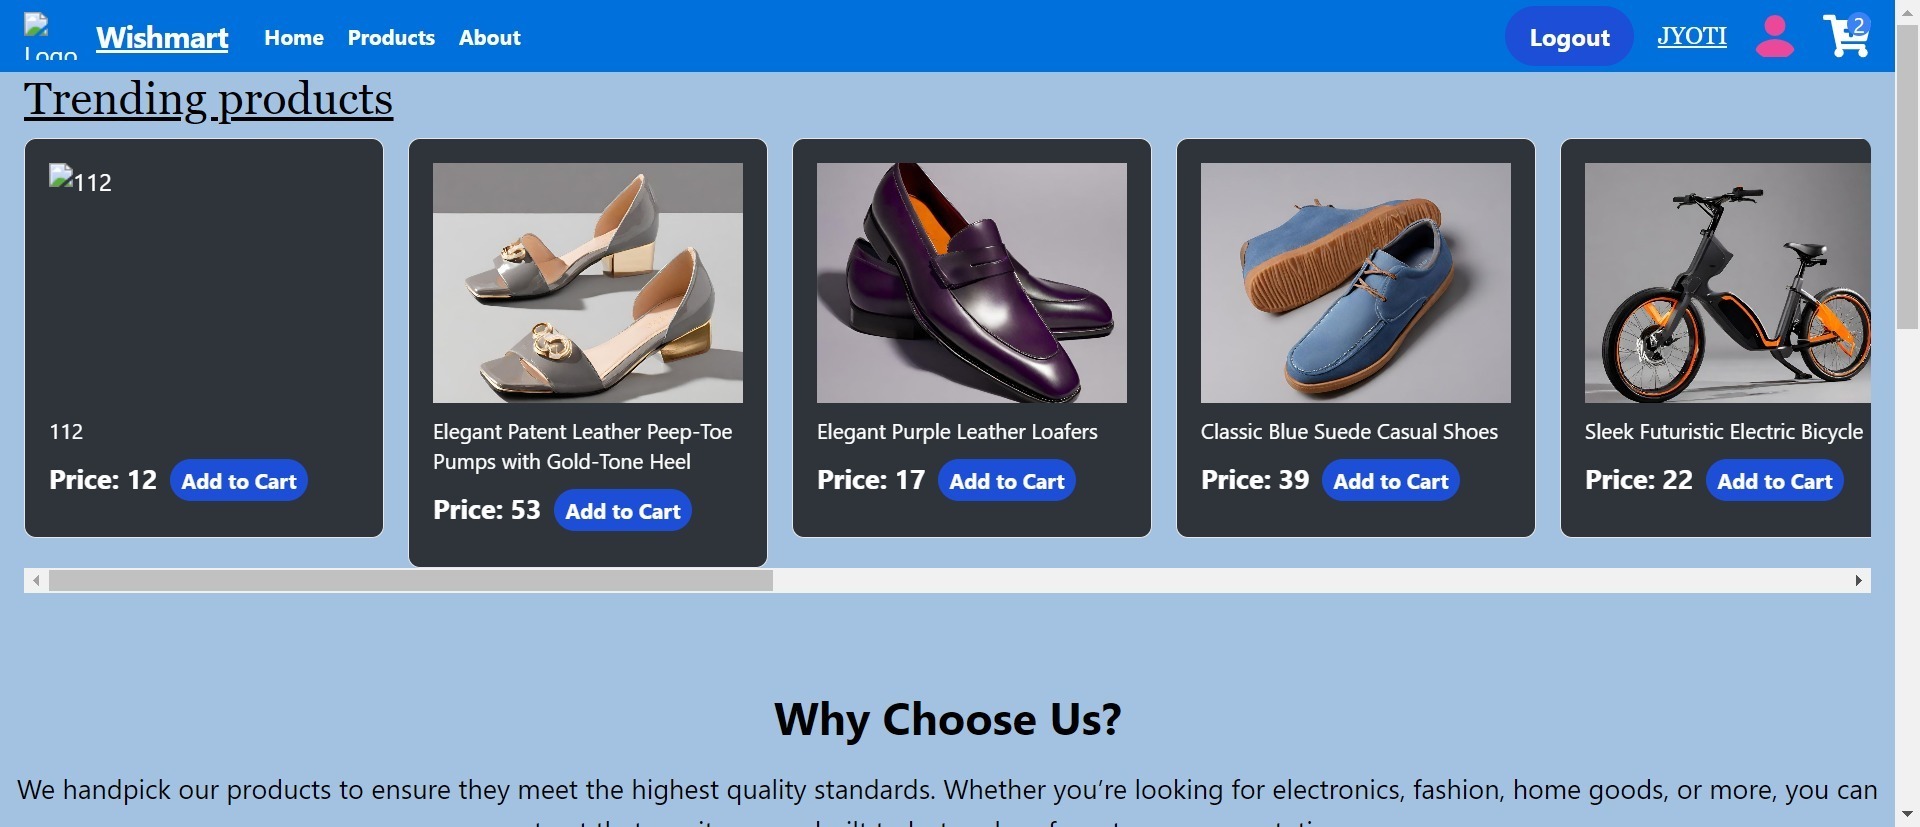 Logo
Wishmart
Home
Products
About
Logout
JYOTI
2
Trending products
112
112
Price: 12
Add to Cart
Elegant Patent Leather Peep-Toe
Pumps with Gold-Tone Heel
Price: 53
Add to Cart
Elegant Purple Leather Loafers
Price: 17
Add to Cart
Classic Blue Suede Casual Shoes
Price: 39
Add to Cart
Sleek Futuristic Electric Bicycle
Price: 22
Add to Cart
Why Choose Us?
We handpick our products to ensure they meet the highest quality standards. Whether you’re looking for electronics, fashion, home goods, or more, you can